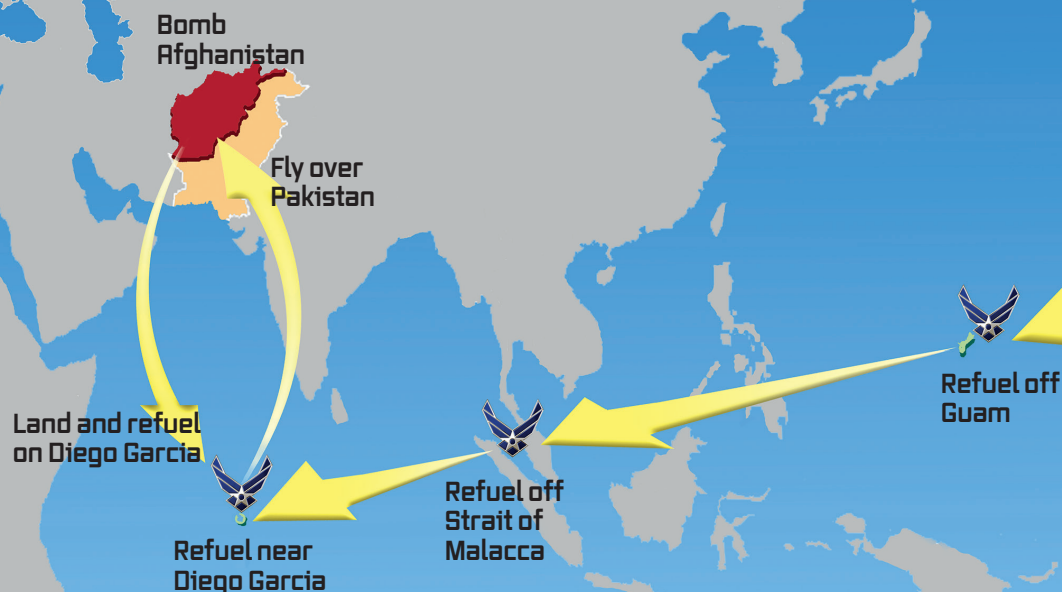 Bomb
Afghanistan
Fly over
Pakistan
Refuel off
Guam
Land and refuel
on Diego Garcia
Refuel off
Strait of
Malacca
Refuel near
Diego Garcia